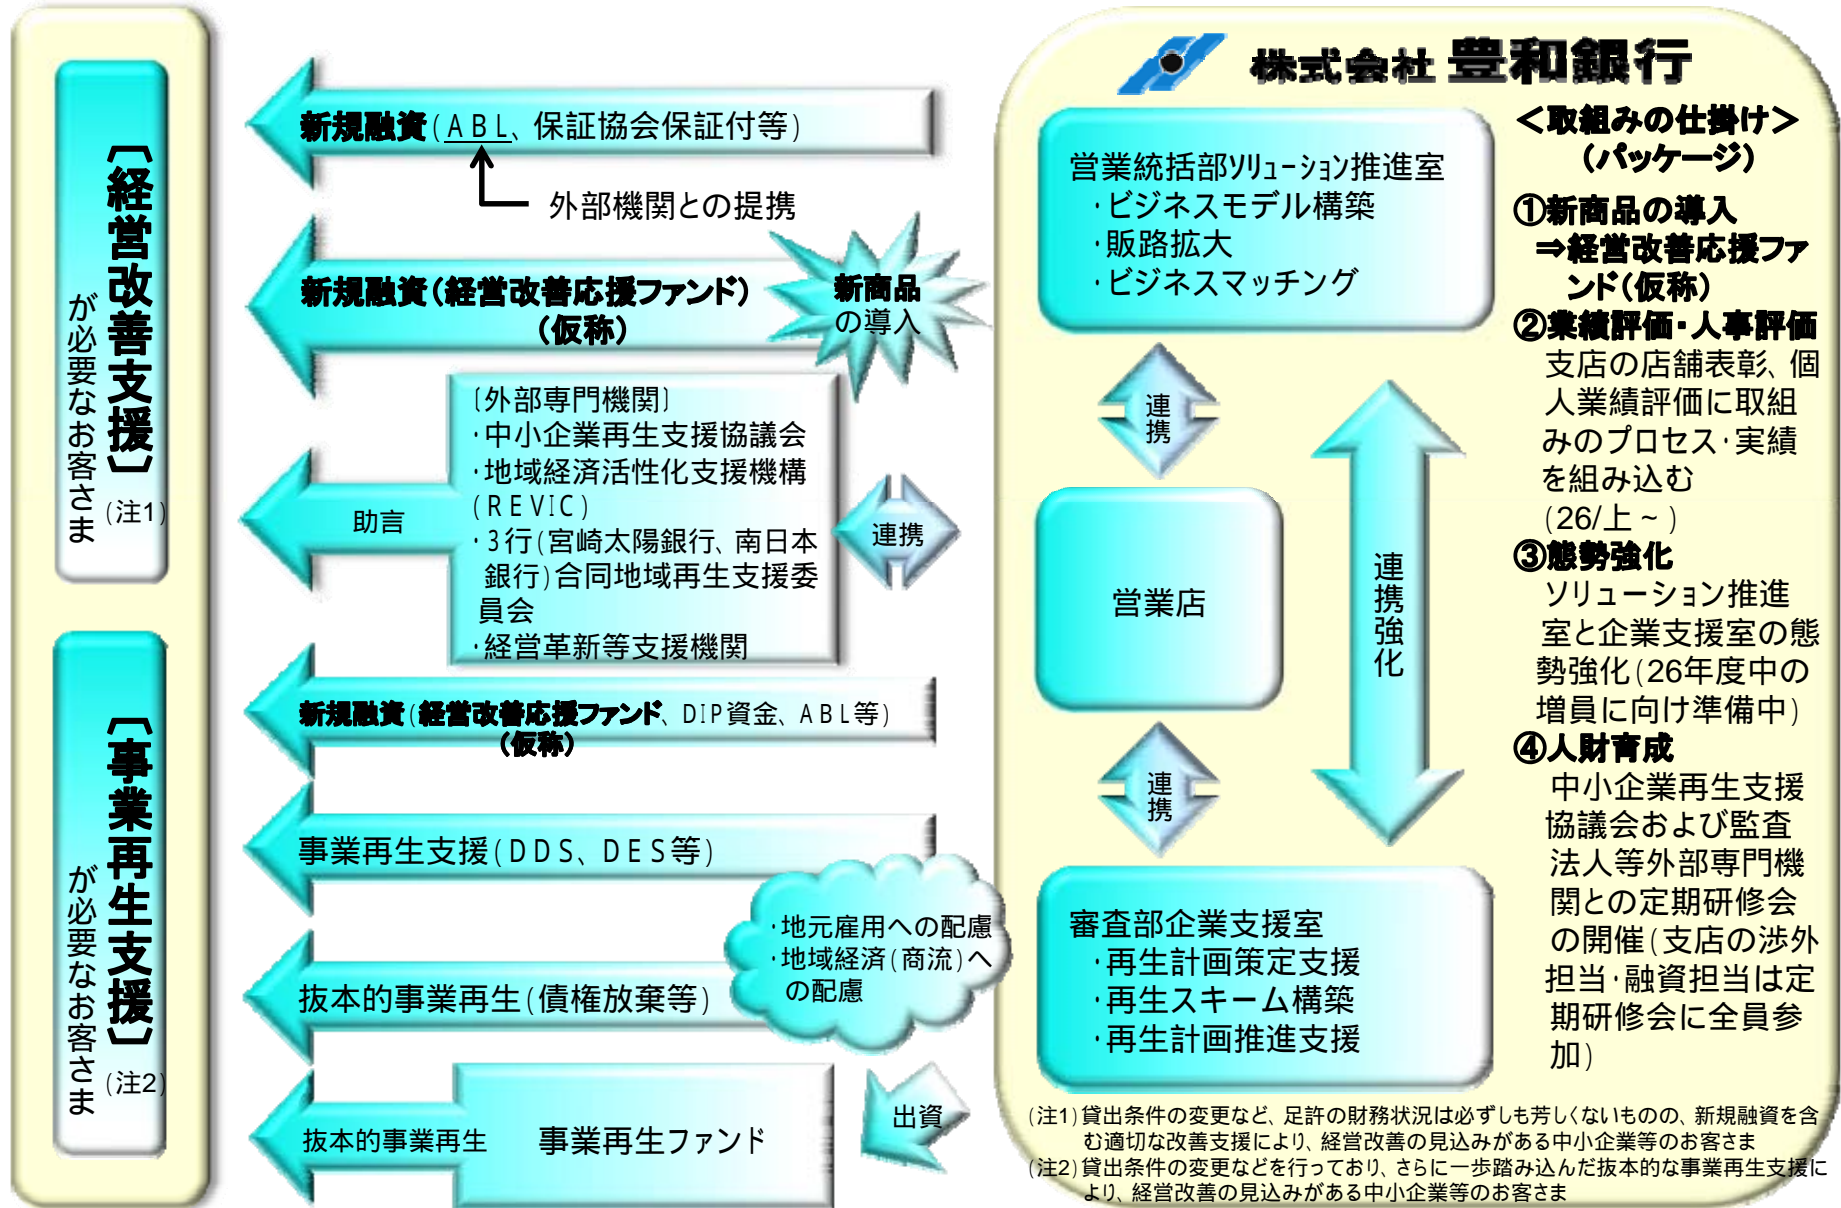 〔経営改善支援〕
が必要なお客さま
(注1)
〔事業再生支援〕
が必要なお客さま
(注2)
新規融資(ABL、保証協会保証付等)
外部機関との提携
新規融資(経営改善応援ファンド)
(仮称)
新商品
の導入
助言
〔外部専門機関〕
・中小企業再生支援協議会
・地域経済活性化支援機構
(REVIC)
・3行(宮崎太陽銀行、南日本
銀行)合同地域再生支援委
員会
・経営革新等支援機関
連携
新規融資(経営改善応援ファンド、DIP資金、ABL等)
(仮称)
事業再生支援(DDS、DES等)
・地元雇用への配慮
・地域経済(商流)へ
の配慮
抜本的事業再生(債権放棄等)
抜本的事業再生
事業再生ファンド
出資
株式会社 豊和銀行
営業統括部ソリューション推進室
・ビジネスモデル構築
・販路拡大
・ビジネスマッチング
連携
営業店
連携強化
連携
審査部企業支援室
・再生計画策定支援
・再生スキーム構築
・再生計画推進支援
<取組みの仕掛け>
(パッケージ)
①新商品の導入
⇒経営改善応援ファ
ンド(仮称)
②業績評価・人事評価
支店の店舗表彰、個
人業績評価に取組
みのプロセス・実績
を組み込む
(26/上~)
③態勢強化
ソリューション推進
室と企業支援室の態
勢強化(26年度中の
増員に向け準備中)
④人財育成
中小企業再生支援
協議会および監査
法人等外部専門機
関との定期研修会
の開催(支店の渉外
担当・融資担当は定
期研修会に全員参
加)
(注1)貸出条件の変更など、足許の財務状況は必ずしも芳しくないものの、新規融資を含
む適切な改善支援により、経営改善の見込みがある中小企業等のお客さま
(注2)貸出条件の変更などを行っており、さらに一歩踏み込んだ抜本的な事業再生支援に
より、経営改善の見込みがある中小企業等のお客さま